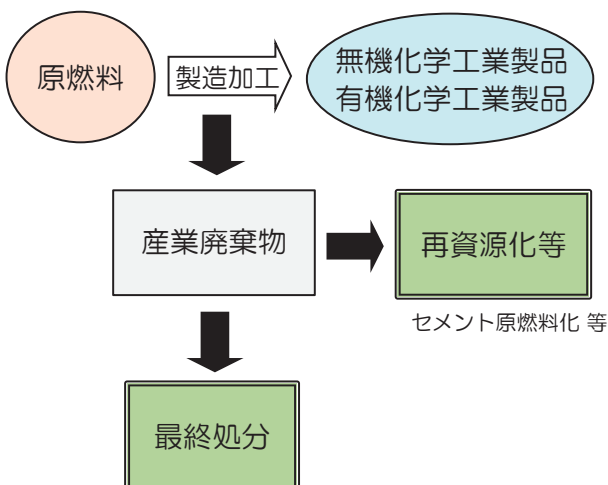 原燃料
製造加工
無機化学工業製品
有機化学工業製品
産業廃棄物
再資源化等
セメント原燃料化 等
最終処分